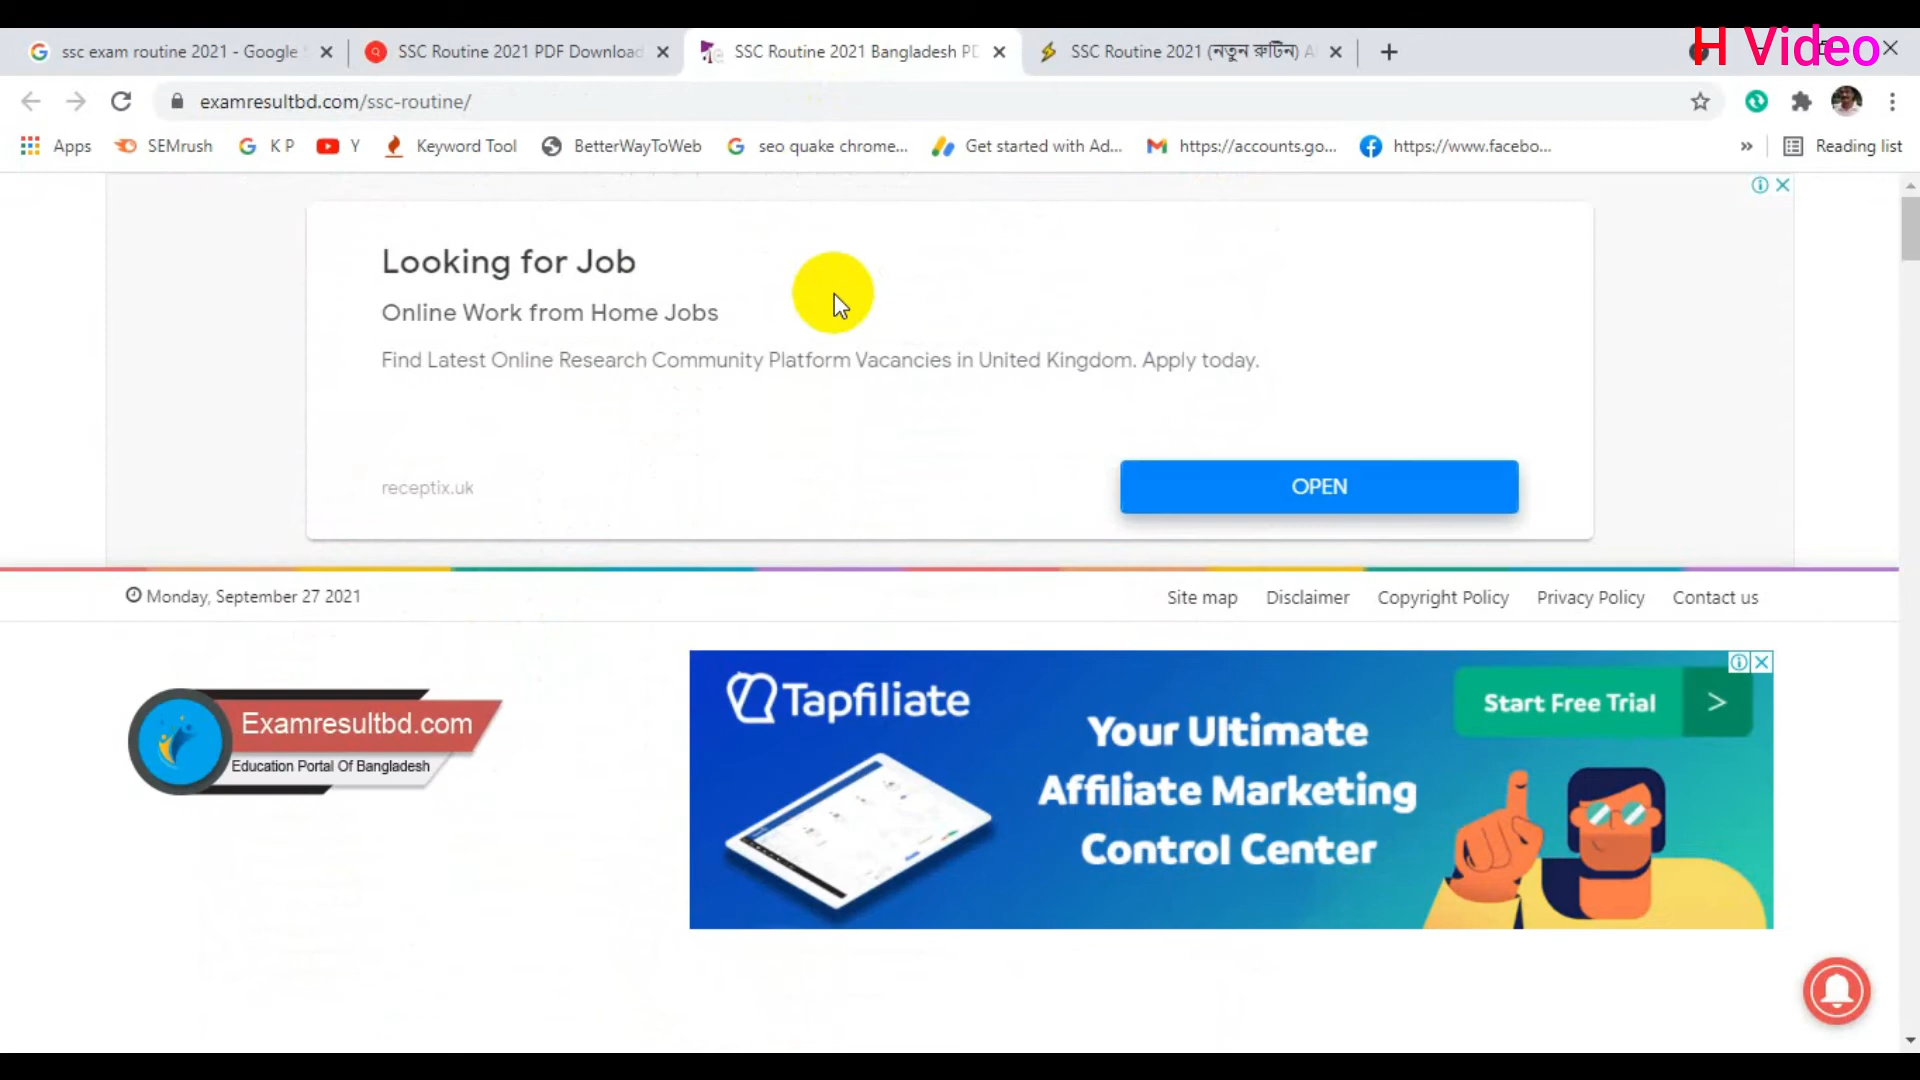 H Video
ssc exam routine 2021 - Google
SSC Routine 2021 PDF Download
SSC Routine 2021 Bangladesh PD
SSC Routine 2021 (নতুন রুটিন) A
examresultbd.com/ssc-routine/
Apps
SEMrush
K P
Y
Keyword Tool
BetterWayToWeb
seo quake chrome...
Get started with Ad...
https://accounts.go...
https://www.facebo...
»
Reading list
Looking for Job
Online Work from Home Jobs
Find Latest Online Research Community Platform Vacancies in United Kingdom. Apply today.
receptix.uk
OPEN
Monday, September 27 2021
Site map
Disclaimer
Copyright Policy
Privacy Policy
Contact us
Examresultbd.com
Education Portal Of Bangladesh
Tapfiliate
Your Ultimate
Affiliate Marketing
Control Center
Start Free Trial >